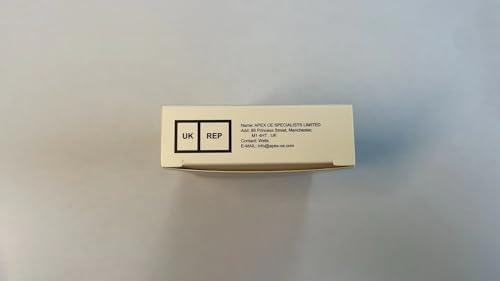 UK REP
Name: APEX CE SPECIALISTS LIMITED
Add: 89 Princess Street, Manchester,
M1 4HT , UK
Contact: Wells
E-MAIL: info@apex-ce.com